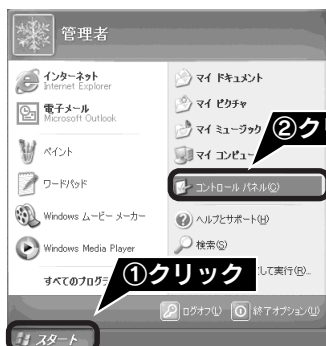 管理者
インターネット
Internet Explorer
電子メール
Microsoft Outlook
ペイント
ワードパッド
Windows ムービー メーカー
Windows Media Player
すべてのプログラ
マイ ドキュメント
マイ ピクチャ
マイ ミュージック
マイ コンピュー
②ク
コントロール パネル(C)
ヘルプとサポート(H)
検索(S)
して実行(R)...
①クリック
ログオフ(L)
終了オプション(U)
スタート